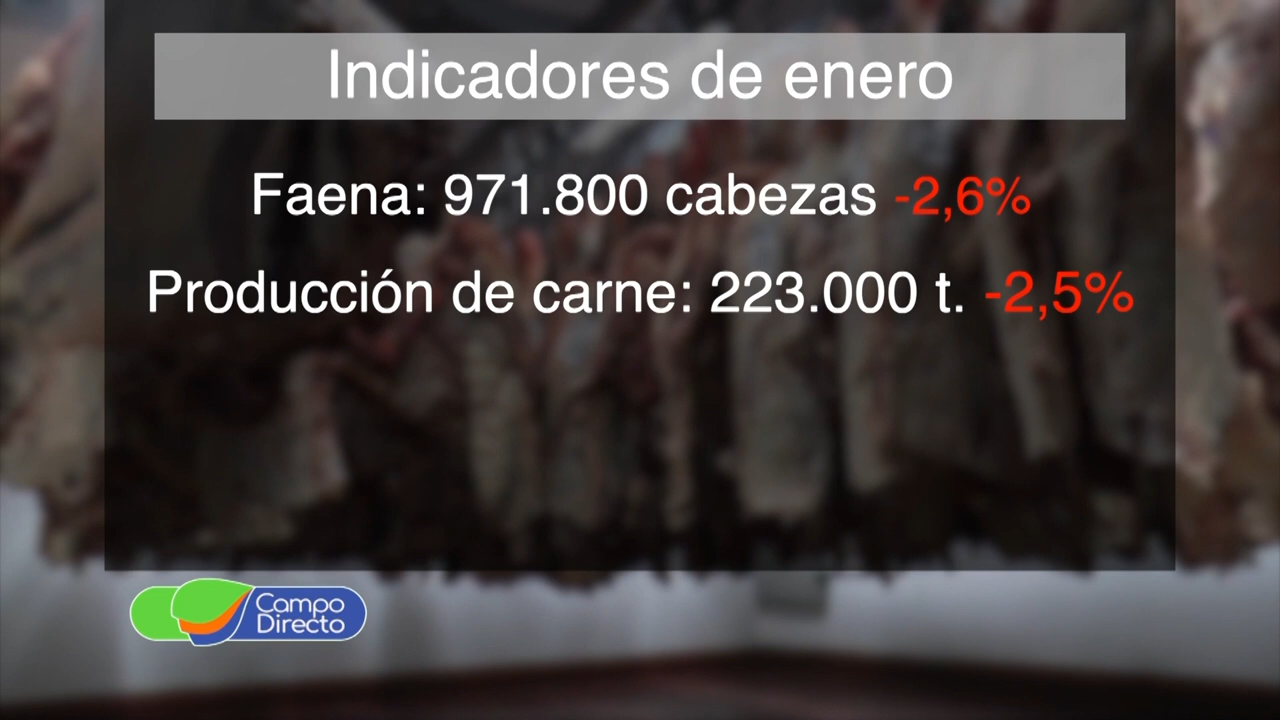 Indicadores de enero
Faena: 971.800 cabezas -2,6%
Producción de carne: 223.000 t. -2,5%
Campo
Directo